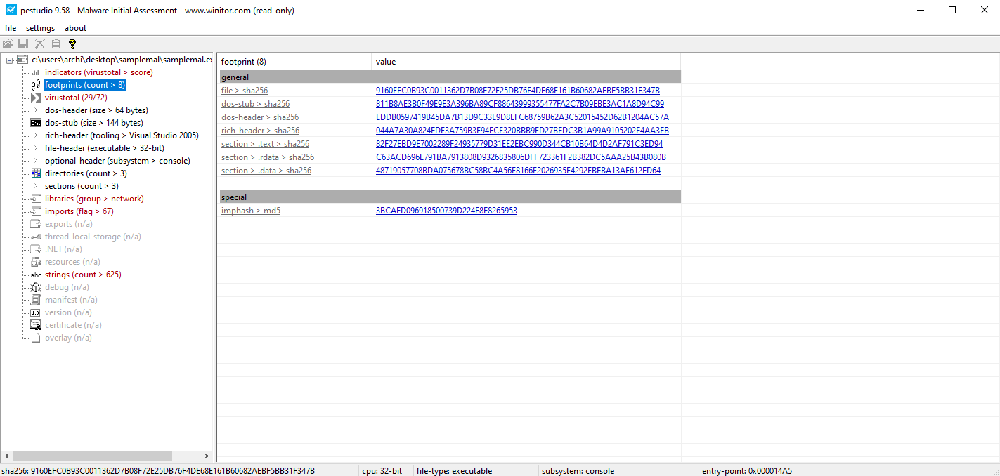 pestudio 9.58 - Malware Initial Assessment - www.winitor.com (read-only)
file settings about
c:\users\archi\desktop\samplemal\samplemal.ex
indicators (virustotal > score)
footprints (count > 8)
virustotal (29/72)
dos-header (size > 64 bytes)
dos-stub (size > 144 bytes)
rich-header (tooling > Visual Studio 2005)
file-header (executable > 32-bit)
optional-header (subsystem > console)
directories (count > 3)
sections (count > 3)
libraries (group > network)
imports (flag > 67)
exports (n/a)
thread-local-storage (n/a)
.NET (n/a)
resources (n/a)
abc strings (count > 625)
debug (n/a)
manifest (n/a)
1.0 version (n/a)
certificate (n/a)
overlay (n/a)
footprint (8) value
general
file > sha256 9160EFC0B93C0011362D7B08F72E25DB76F4DE68E161B60682AEBF5BB31F347B
dos-stub > sha256 811B8AE3B0F49E9E3A396BA89CF88643999355477FA2C7B09EBE3AC1A8D94C99
dos-header > sha256 EDDB0597419B45DA7B13D9C33E9D8EFC68759B62A3C52015452D62B1204AC57A
rich-header > sha256 044A7A30A824FDE3A759B3E94FCE320BBB9ED27BFDC3B1A99A9105202F4AA3FB
section > .text > sha256 82F27EBD9E7002289F24935779D31EE2EBC990D344CB10B64D4D2AF791C3ED94
section > .rdata > sha256 C63ACD696E791BA7913808D9326835806DFF723361F2B382DC5AAA25B43B080B
section > .data > sha256 48719057708BDA075678BC58BC4A56E8166E2026935E4292EBFBA13AE612FD64
special
imphash > md5 3BCAFD096918500739D224F8F8265953
sha256: 9160EFC0B93C0011362D7B08F72E25DB76F4DE68E161B60682AEBF5BB31F347B cpu: 32-bit file-type: executable subsystem: console entry-point: 0x000014A5